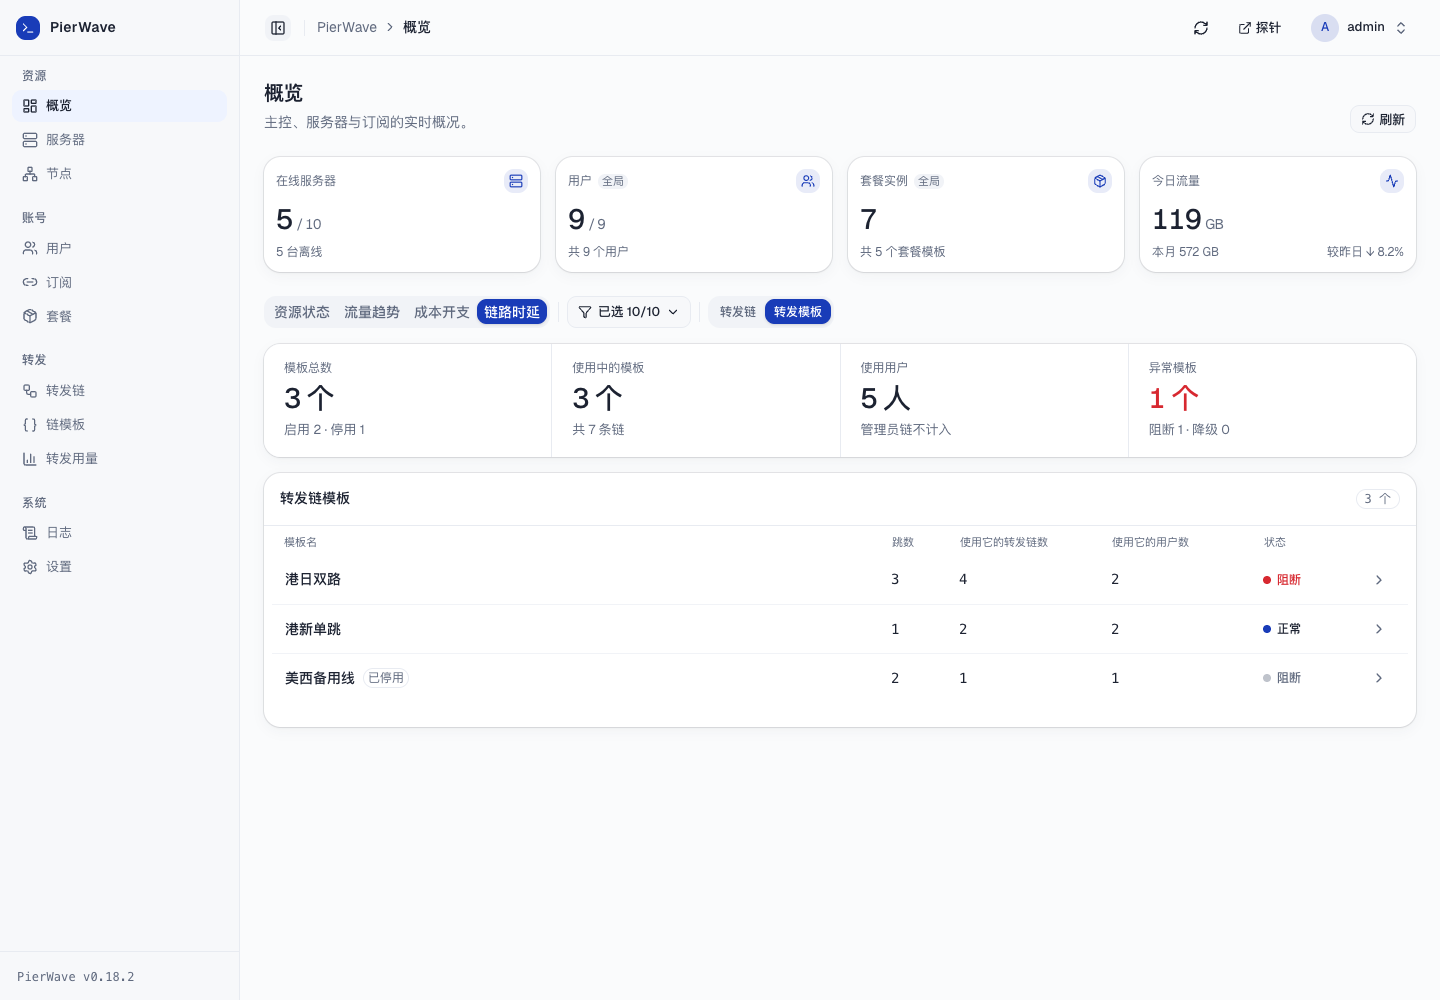 PierWave
资源
概览
服务器
节点
账号
用户
订阅
套餐
转发
转发链
链模板
转发用量
系统
日志
设置
PierWave v0.18.2
PierWave > 概览
探针
A admin
概览
主控、服务器与订阅的实时概况。
刷新
在线服务器
5 / 10
5 台离线
用户 全局
9 / 9
共 9 个用户
套餐实例 全局
7
共 5 个套餐模板
今日流量
119 GB
本月 572 GB 较昨日 ↓ 8.2%
资源状态 流量趋势 成本开支 链路时延 已选 10/10 转发链 转发模板
模板总数
3 个
启用 2 · 停用 1
使用中的模板
3 个
共 7 条链
使用用户
5 人
管理员链不计入
异常模板
1 个
阻断 1 · 降级 0
转发链模板 3 个
模板名 跳数 使用它的转发链数 使用它的用户数 状态
港日双路 3 4 2 阻断
港新单跳 1 2 2 正常
美西备用线 已停用 2 1 1 阻断